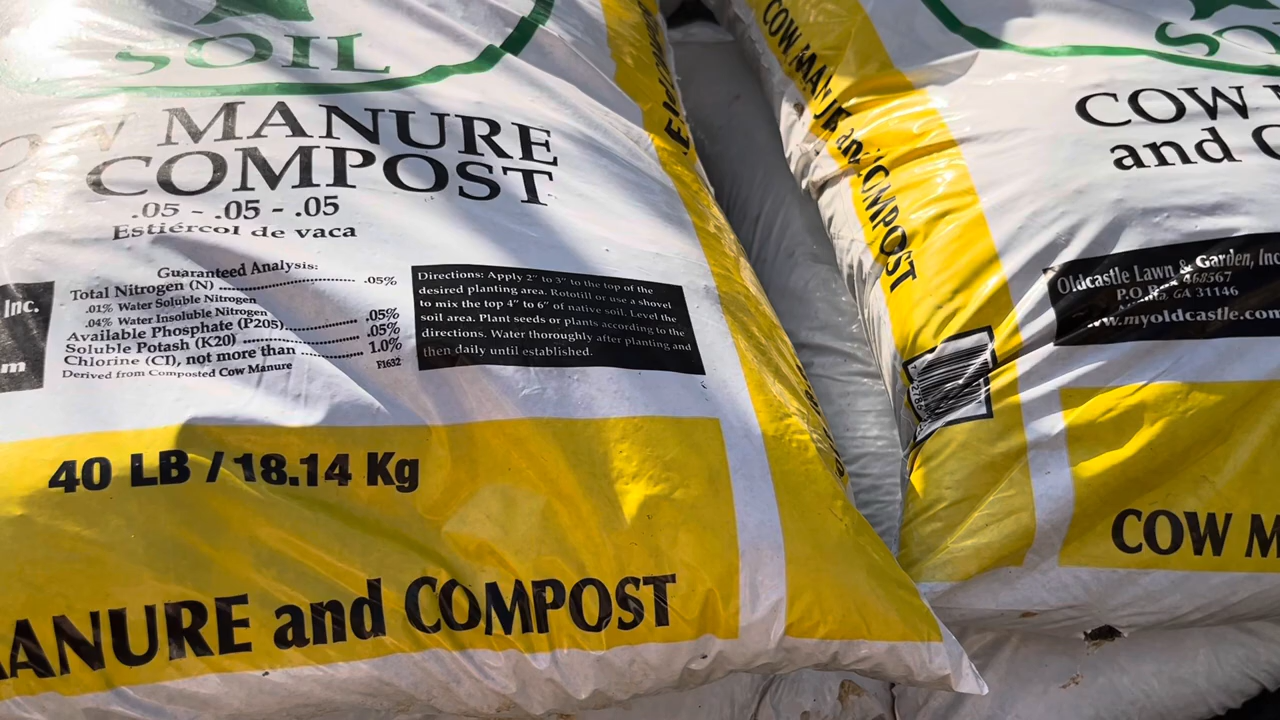 SOIL
MANURE
COMPOST
.05 - .05 - .05
Estiércol de vaca
Inc.
m
Guaranteed Analysis:
Total Nitrogen (N) .05%
.01% Water Soluble Nitrogen
.04% Water Insoluble Nitrogen
Available Phosphate (P205) .05%
Soluble Potash (K20) .05%
Chlorine (CI), not more than 1.0%
Derived from Composted Cow Manure F1632
Directions: Apply 2" to 3" to the top of the
desired planting area. Rototill or use a shovel
to mix the top 4" to 6" of native soil. Level the
soil area. Plant seeds or plants according to the
directions. Water thoroughly after planting and
then daily until established.
40 LB / 18.14 Kg
MANURE and COMPOST
COW MANURE and COMPOST
SO
COW
and C
Oldcastle Lawn & Garden, Inc
P.O. Box 468567
Atlanta, GA 31146
www.myoldcastle.com
COW M